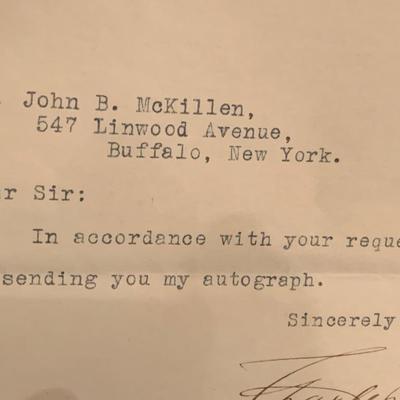 John B. McKillen,
547 Linwood Avenue,
Buffalo, New York.
ar Sir:
In accordance with your reque
sending you my autograph.
Sincerely